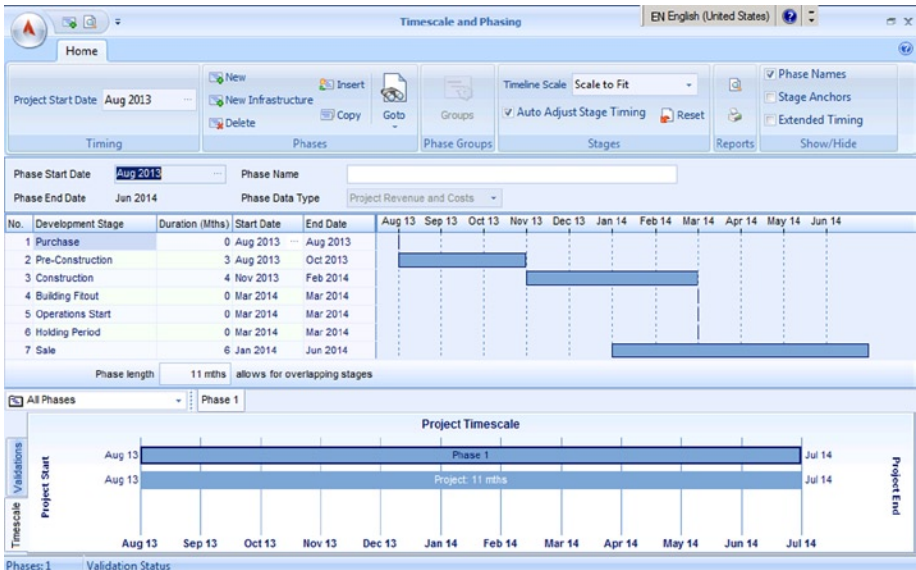 Timescale and Phasing
EN English (United States)
Home
Project Start Date Aug 2013
New
New Infrastructure
Delete
Insert
Copy
Goto
Groups
Timeline Scale Scale to Fit
Auto Adjust Stage Timing
Reset
Phase Names
Stage Anchors
Extended Timing
Timing Phases Phase Groups Stages Reports Show/Hide
Phase Start Date Aug 2013 Phase Name
Phase End Date Jun 2014 Phase Data Type Project Revenue and Costs
No. Development Stage Duration (Mths) Start Date End Date Aug 13 Sep 13 Oct 13 Nov 13 Dec 13 Jan 14 Feb 14 Mar 14 Apr 14 May 14 Jun 14
1 Purchase 0 Aug 2013 Aug 2013
2 Pre-Construction 3 Aug 2013 Oct 2013
3 Construction 4 Nov 2013 Feb 2014
4 Building Fitout 0 Mar 2014 Mar 2014
5 Operations Start 0 Mar 2014 Mar 2014
6 Holding Period 0 Mar 2014 Mar 2014
7 Sale 6 Jan 2014 Jun 2014
Phase length 11 mths allows for overlapping stages
All Phases Phase 1
Project Timescale
Validations
Timescale
Project Start
Aug 13 Phase 1 Jul 14
Aug 13 Project: 11 mths Jul 14
Project End
Aug 13 Sep 13 Oct 13 Nov 13 Dec 13 Jan 14 Feb 14 Mar 14 Apr 14 May 14 Jun 14 Jul 14
Phases: 1 Validation Status